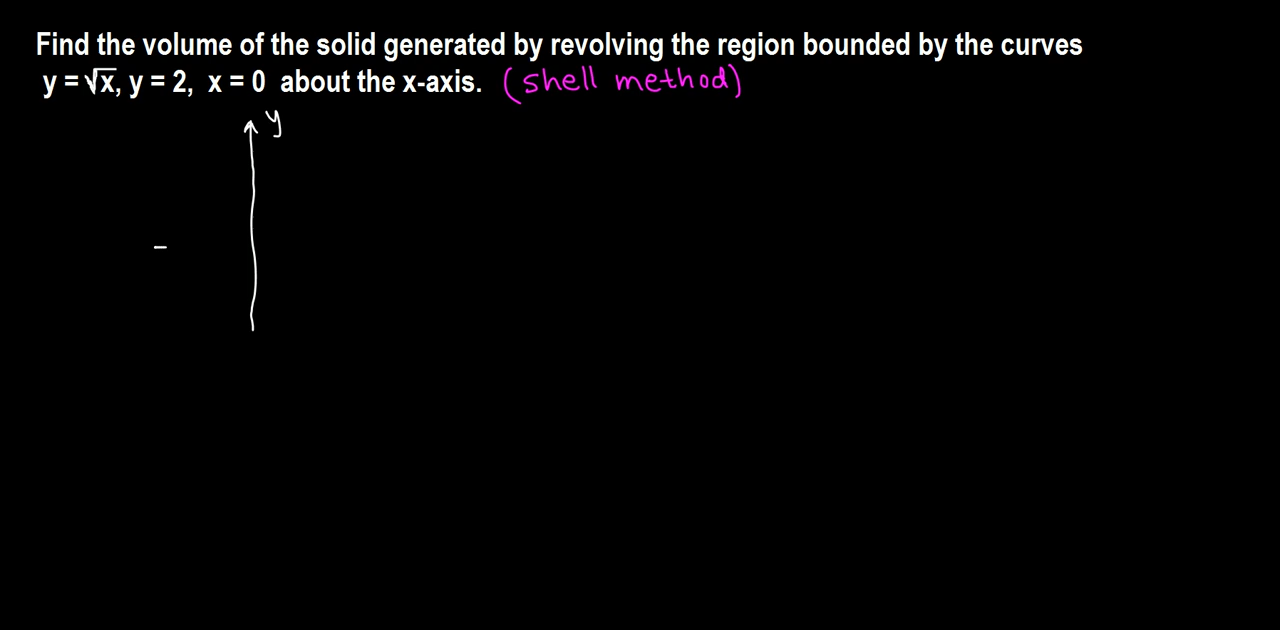 Find the volume of the solid generated by revolving the region bounded by the curves
y = √x, y = 2, x = 0 about the x-axis. (shell method)
y